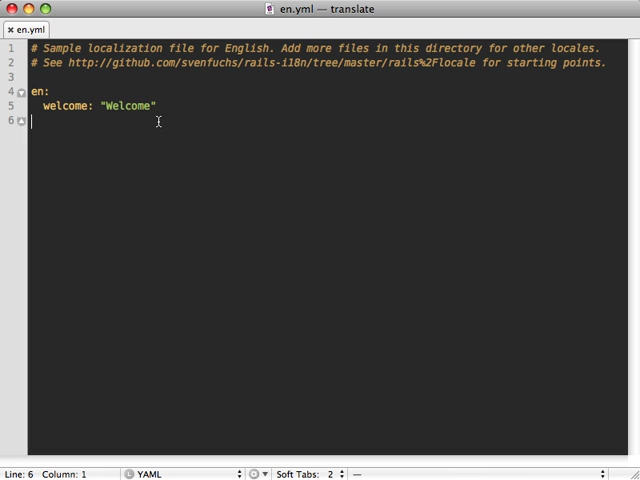 en.yml — translate
en.yml
1 # Sample localization file for English. Add more files in this directory for other locales.
2 # See http://github.com/svenfuchs/rails-i18n/tree/master/rails%2Flocale for starting points.
3
4 en:
5 welcome: "Welcome"
6
Line: 6 Column: 1 YAML Soft Tabs: 2 —